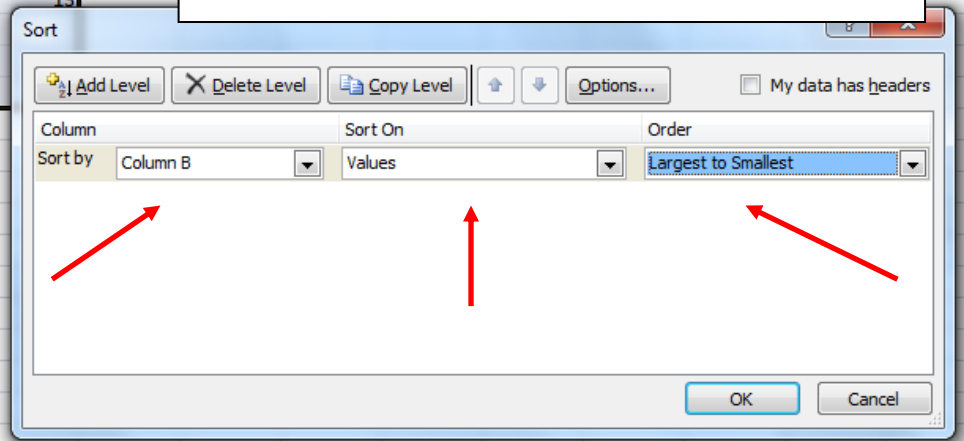 15
Sort
Add Level Delete Level Copy Level Options... My data has headers
Column Sort On Order
Sort by Column B Values Largest to Smallest
OK Cancel